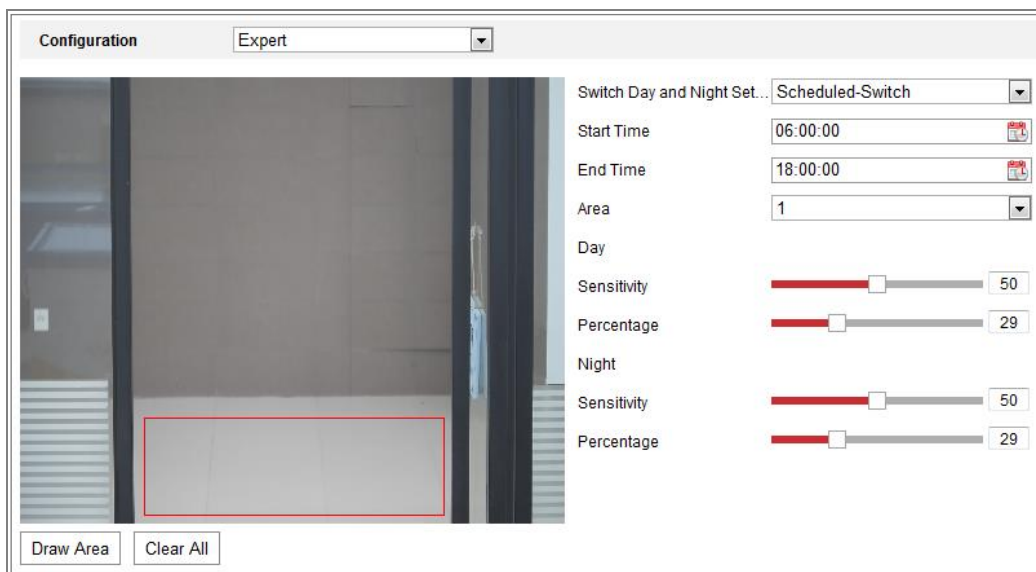 Configuration Expert
Switch Day and Night Set... Scheduled-Switch
Start Time 06:00:00
End Time 18:00:00
Area 1
Day
Sensitivity 50
Percentage 29
Night
Sensitivity 50
Percentage 29
Draw Area Clear All